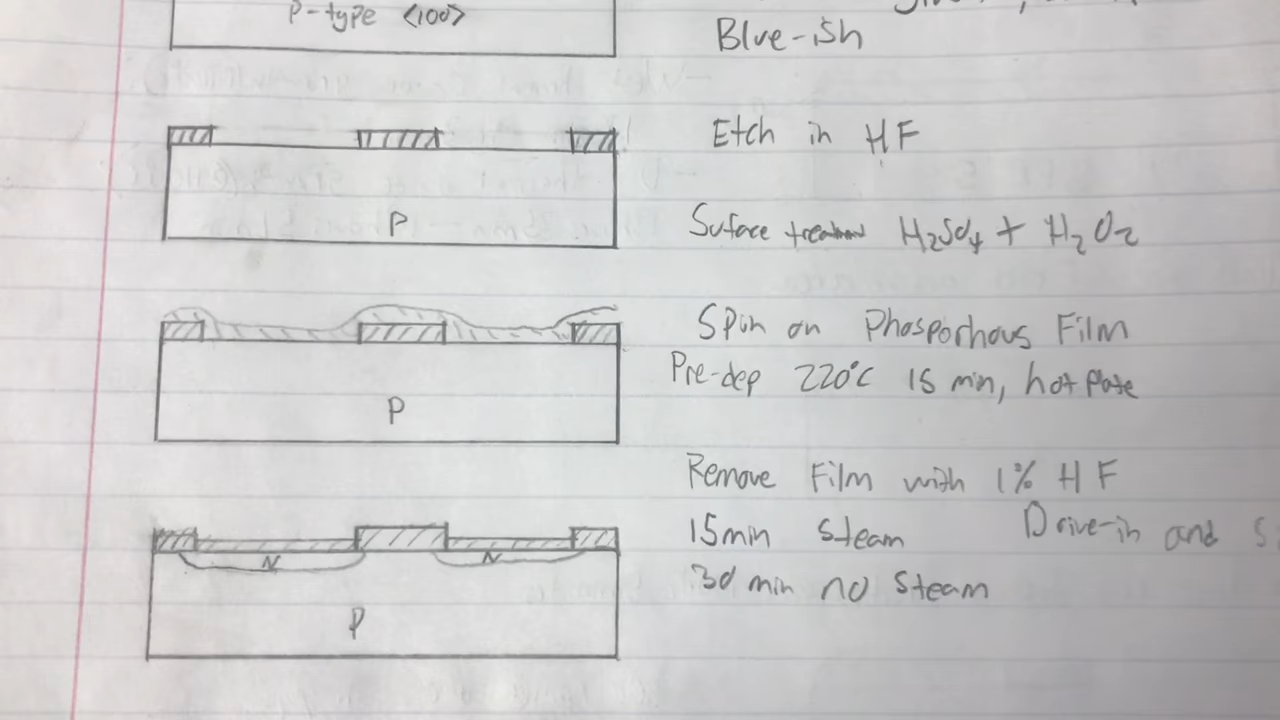 P-type <100>
Blue-ish
Etch in HF
P
Suface treatmen H2SO4 + H2O2
Spin on Phosporhous Film
Pre-dep 220°C 15 min, hot plate
P
Remove Film with 1% HF
15min Steam Drive-in and S
N N
30 min no steam
P